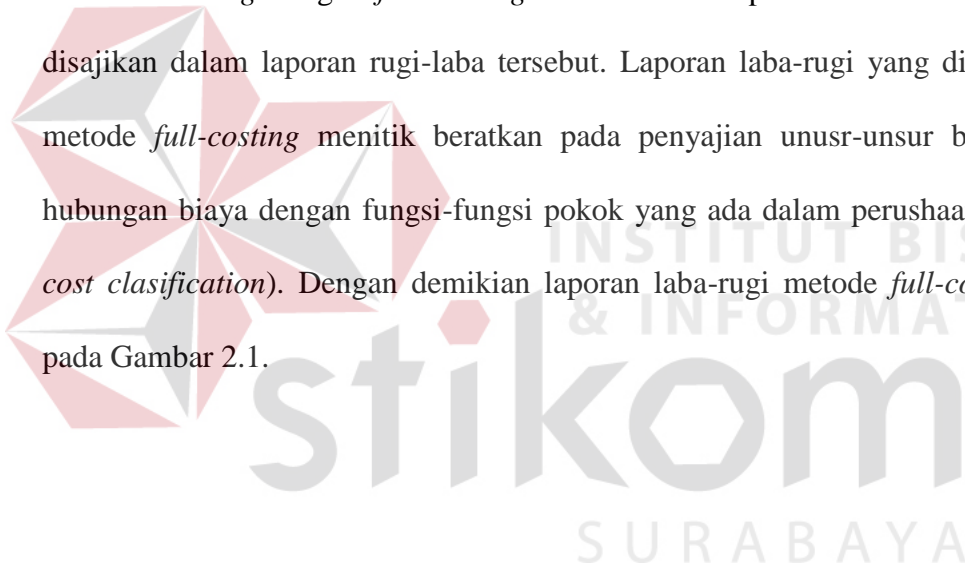 disajikan dalam laporan rugi-laba tersebut. Laporan laba-rugi yang di
metode full-costing menitik beratkan pada penyajian unusr-unsur b
hubungan biaya dengan fungsi-fungsi pokok yang ada dalam perushaa
cost clasification). Dengan demikian laporan laba-rugi metode full-co
pada Gambar 2.1.
INSTITUT BIS
& INFORMAT
stikom
SURABAYA